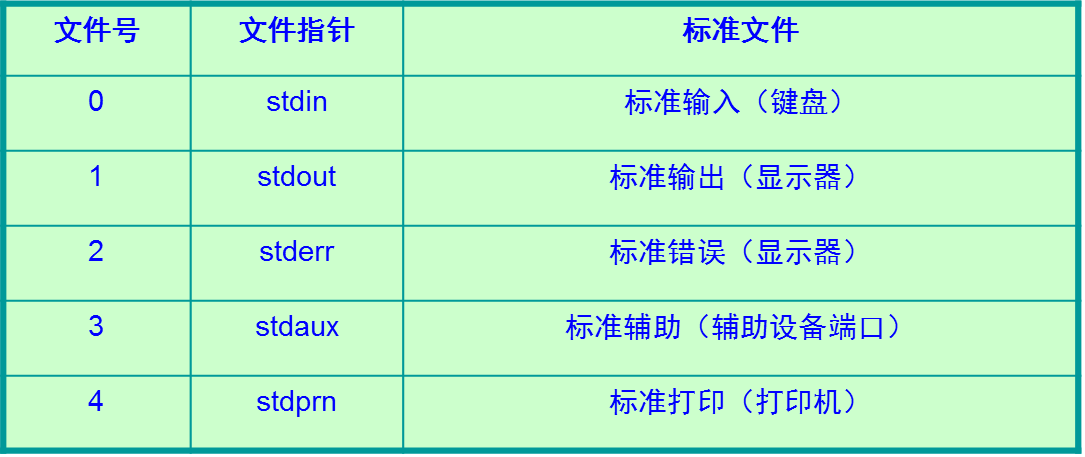 文件号 文件指针 标准文件
0 stdin 标准输入（键盘）
1 stdout 标准输出（显示器）
2 stderr 标准错误（显示器）
3 stdaux 标准辅助（辅助设备端口）
4 stdprn 标准打印（打印机）